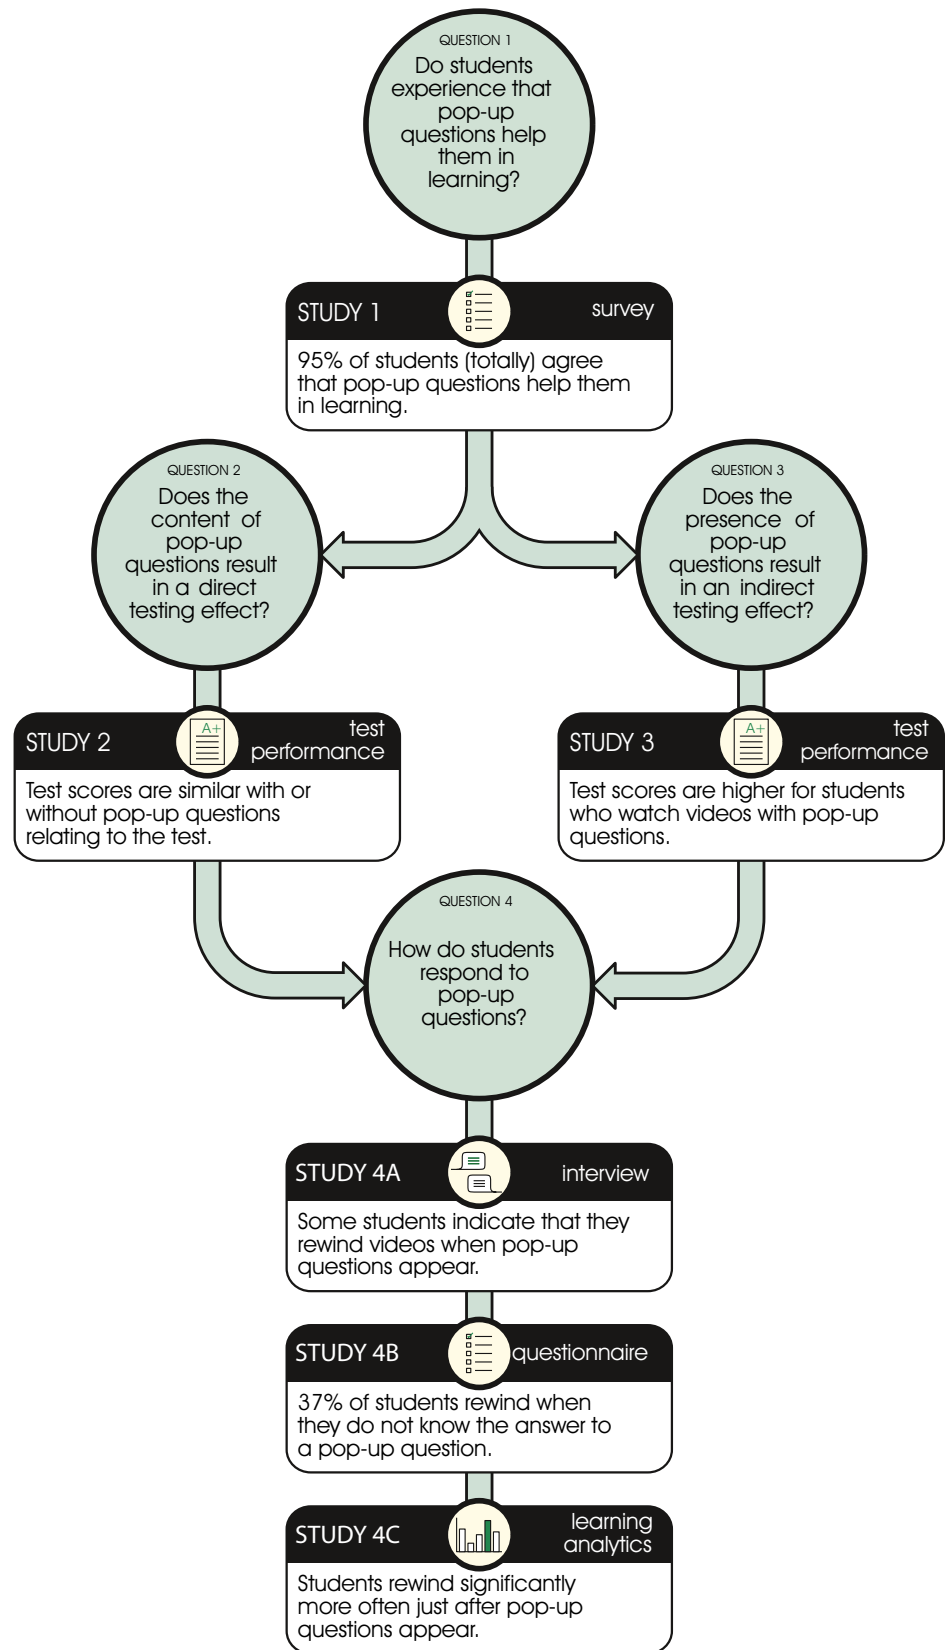 QUESTION 1
Do students
experience that
pop-up
questions help
them in
learning?
STUDY 1
survey
95% of students (totally) agree
that pop-up questions help them
in learning.
QUESTION 2
Does the
content of
pop-up
questions result
in a direct
testing effect?
QUESTION 3
Does the
presence of
pop-up
questions result
in an indirect
testing effect?
STUDY 2
A+
test
performance
Test scores are similar with or
without pop-up questions
relating to the test.
STUDY 3
A+
test
performance
Test scores are higher for students
who watch videos with pop-up
questions.
QUESTION 4
How do students
respond to
pop-up
questions?
STUDY 4A
interview
Some students indicate that they
rewind videos when pop-up
questions appear.
STUDY 4B
questionnaire
37% of students rewind when
they do not know the answer to
a pop-up question.
STUDY 4C
learning
analytics
Students rewind significantly
more often just after pop-up
questions appear.